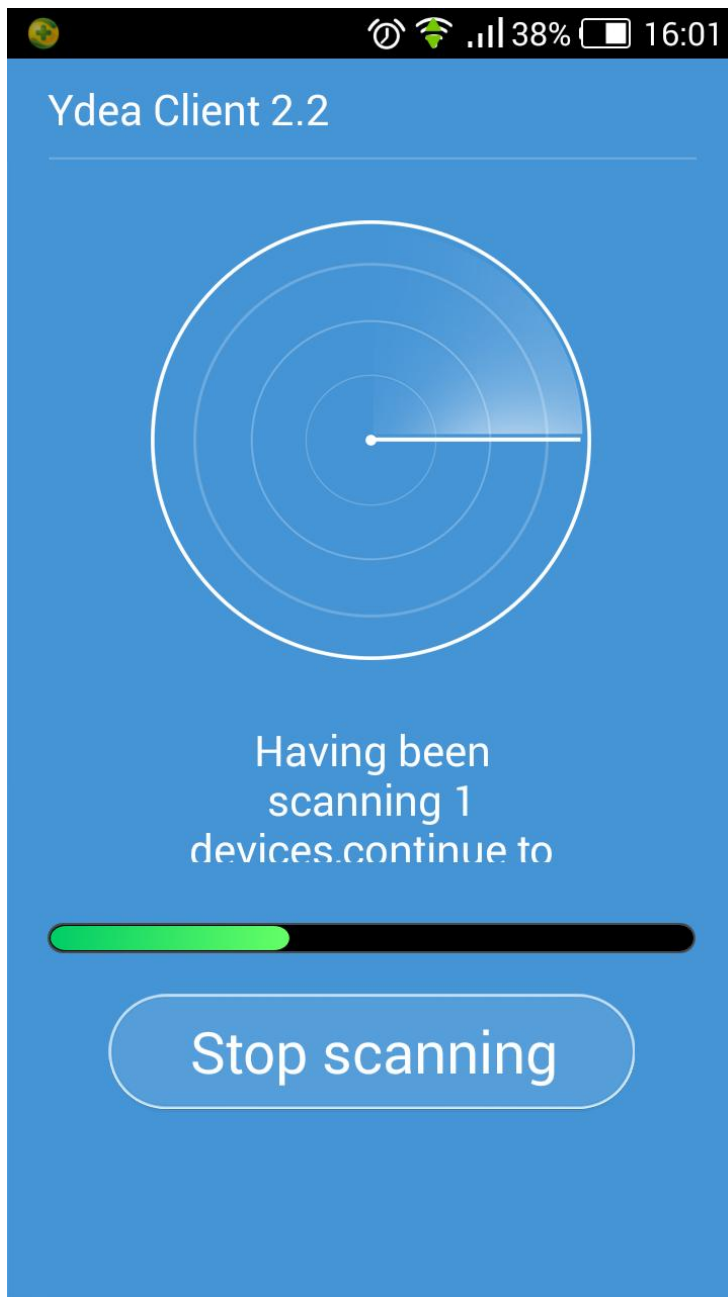 38% 16:01
Ydea Client 2.2
Having been
scanning 1
devices.continue to
Stop scanning